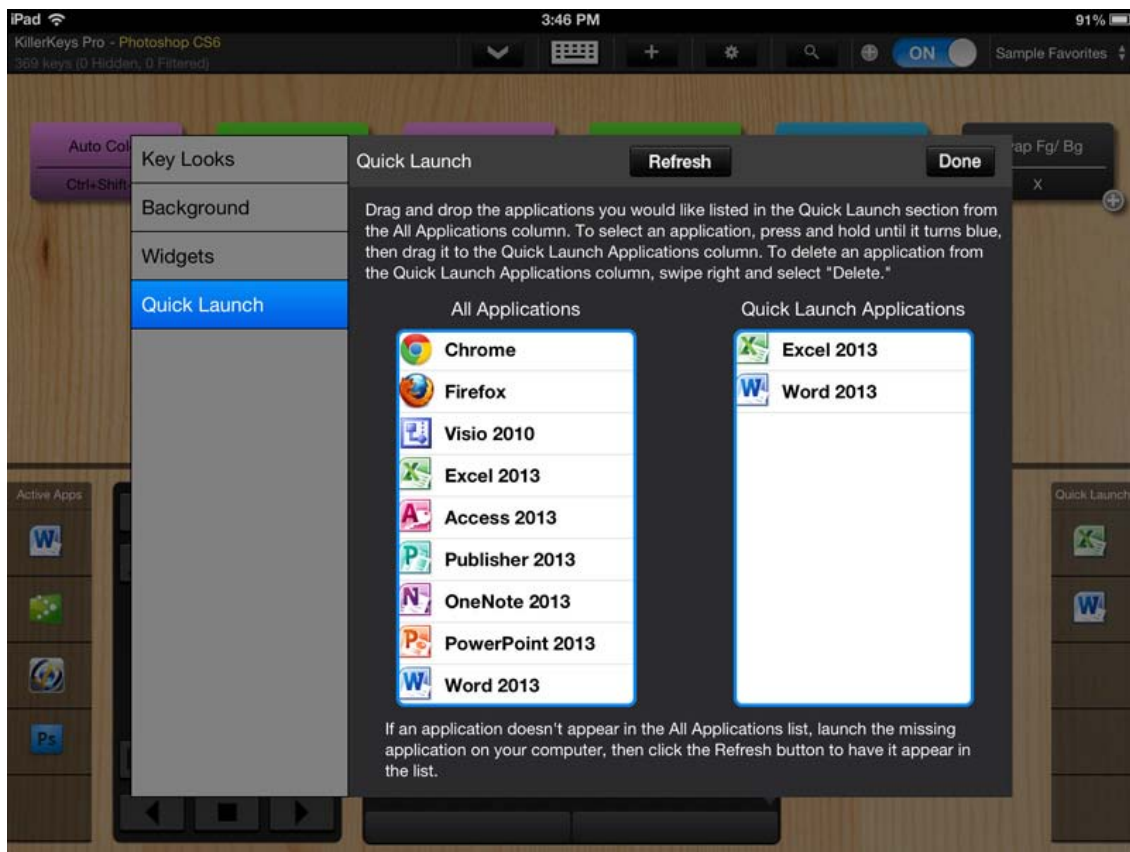 iPad 3:46 PM 91%
KillerKeys Pro - Photoshop CS6
369 keys (0 Hidden, 0 Filtered)
ON
Sample Favorites
Auto Col
Ctrl+Shift
ap Fg/ Bg
X
Key Looks
Background
Widgets
Quick Launch
Quick Launch Refresh Done
Drag and drop the applications you would like listed in the Quick Launch section from
the All Applications column. To select an application, press and hold until it turns blue,
then drag it to the Quick Launch Applications column. To delete an application from
the Quick Launch Applications column, swipe right and select "Delete."
All Applications
Chrome
Firefox
Visio 2010
Excel 2013
Access 2013
Publisher 2013
OneNote 2013
PowerPoint 2013
Word 2013
Quick Launch Applications
Excel 2013
Word 2013
If an application doesn't appear in the All Applications list, launch the missing
application on your computer, then click the Refresh button to have it appear in
the list.
Active Apps
Ps
Quick Launch